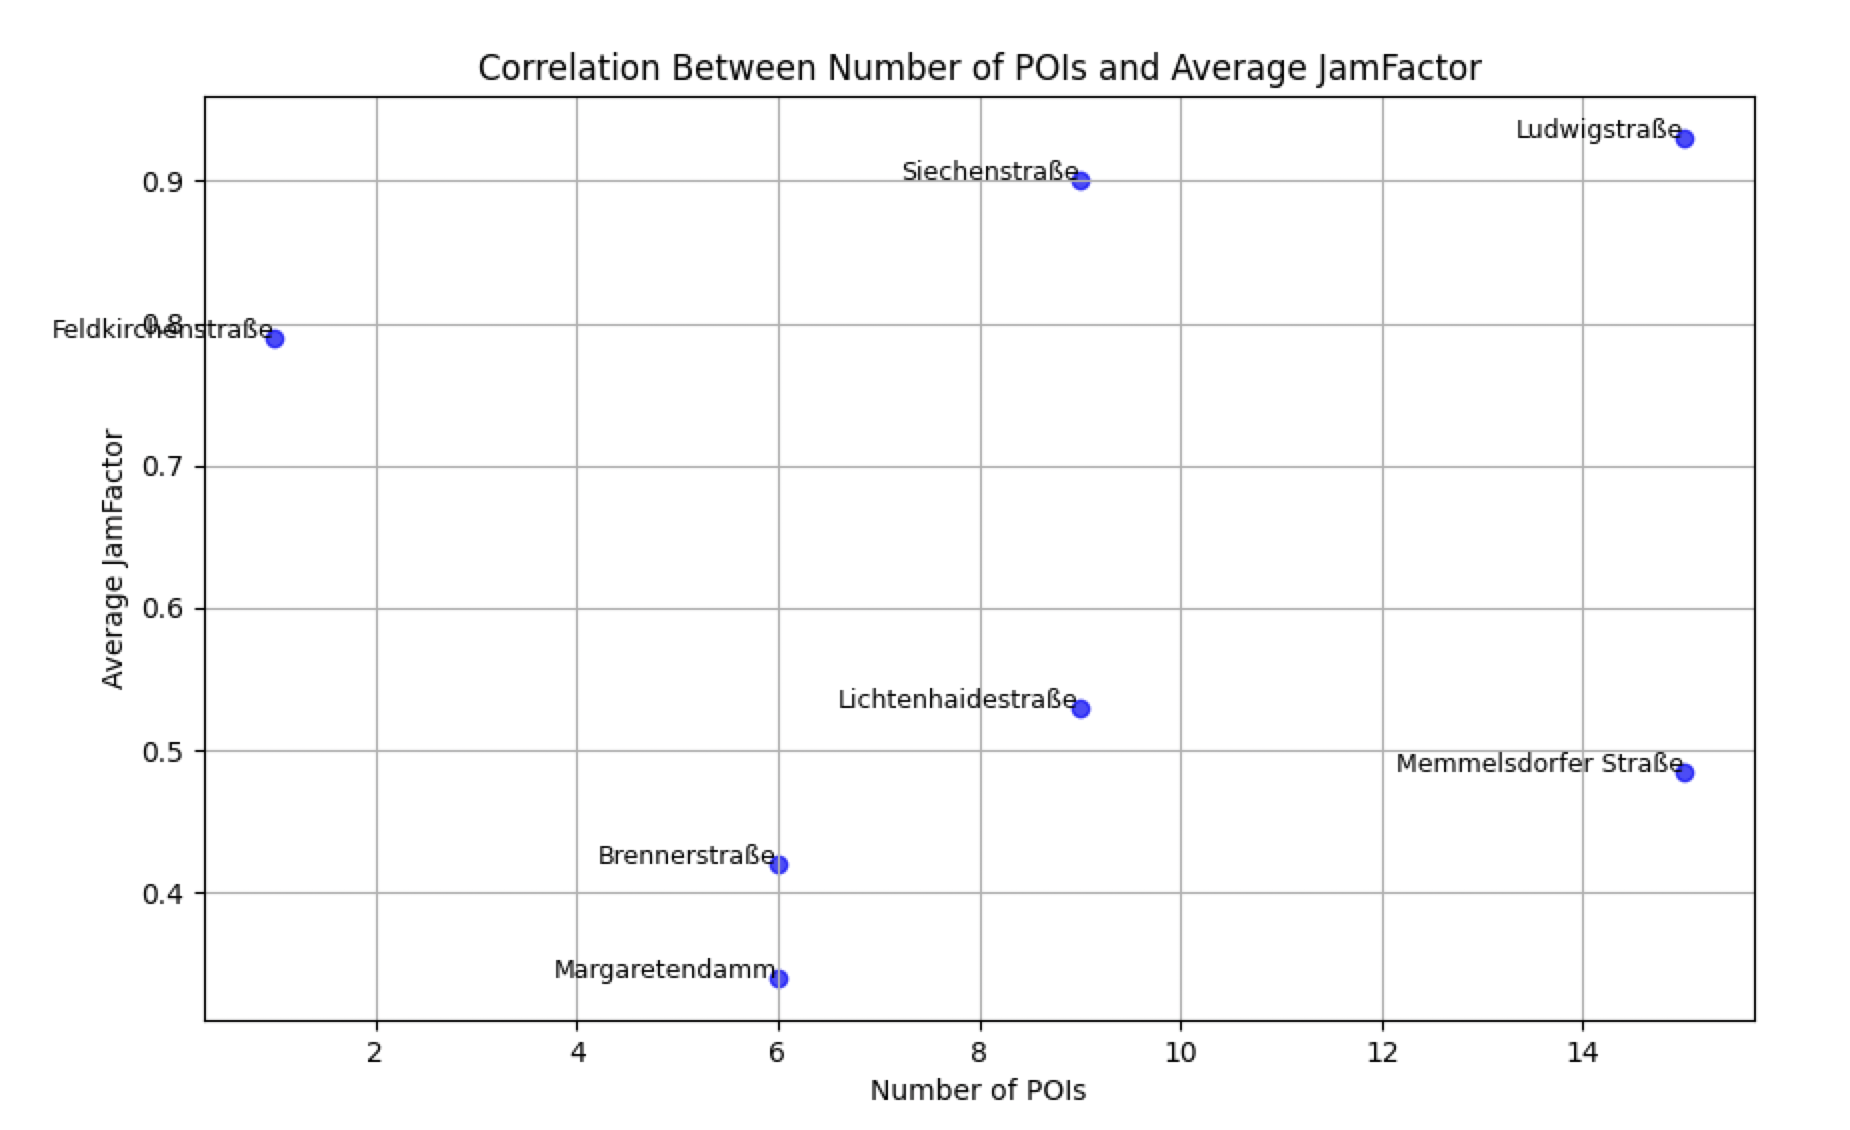 Correlation Between Number of POIs and Average JamFactor
Ludwigstraße
Siechenstraße
0.9
Feldkirchenstraße
0.8
0.7
Average JamFactor
0.6
Lichtenhaidestraße
0.5
Memmelsdorfer Straße
Brennerstraße
0.4
Margaretendamm
2 4 6 8 10 12 14
Number of POIs